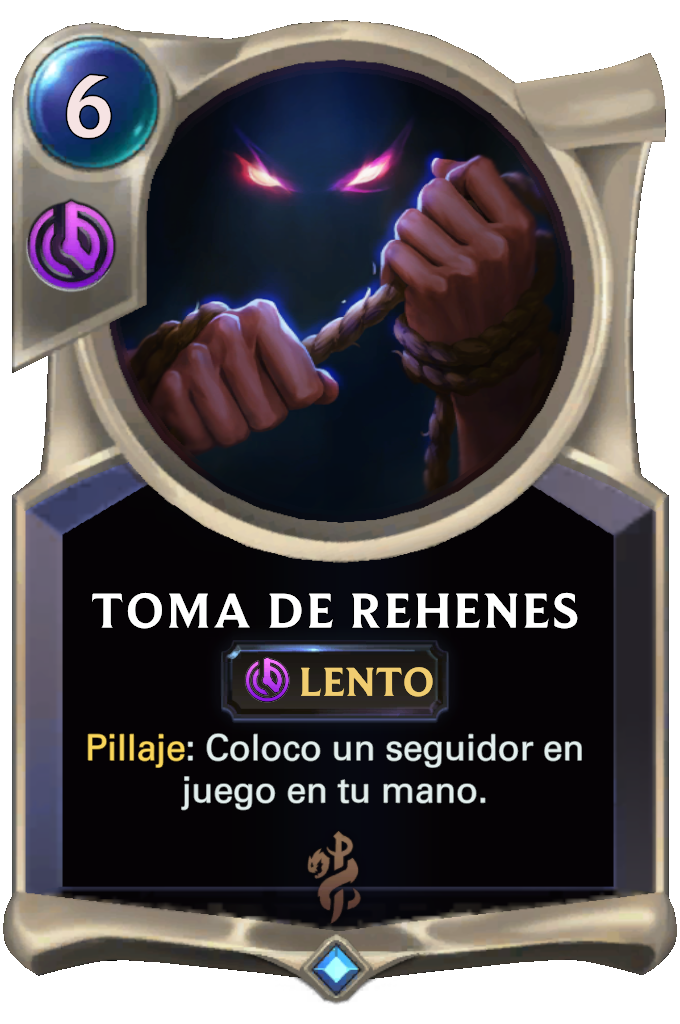 6
TOMA DE REHENES
LENTO
Pillaje: Coloco un seguidor en
juego en tu mano.